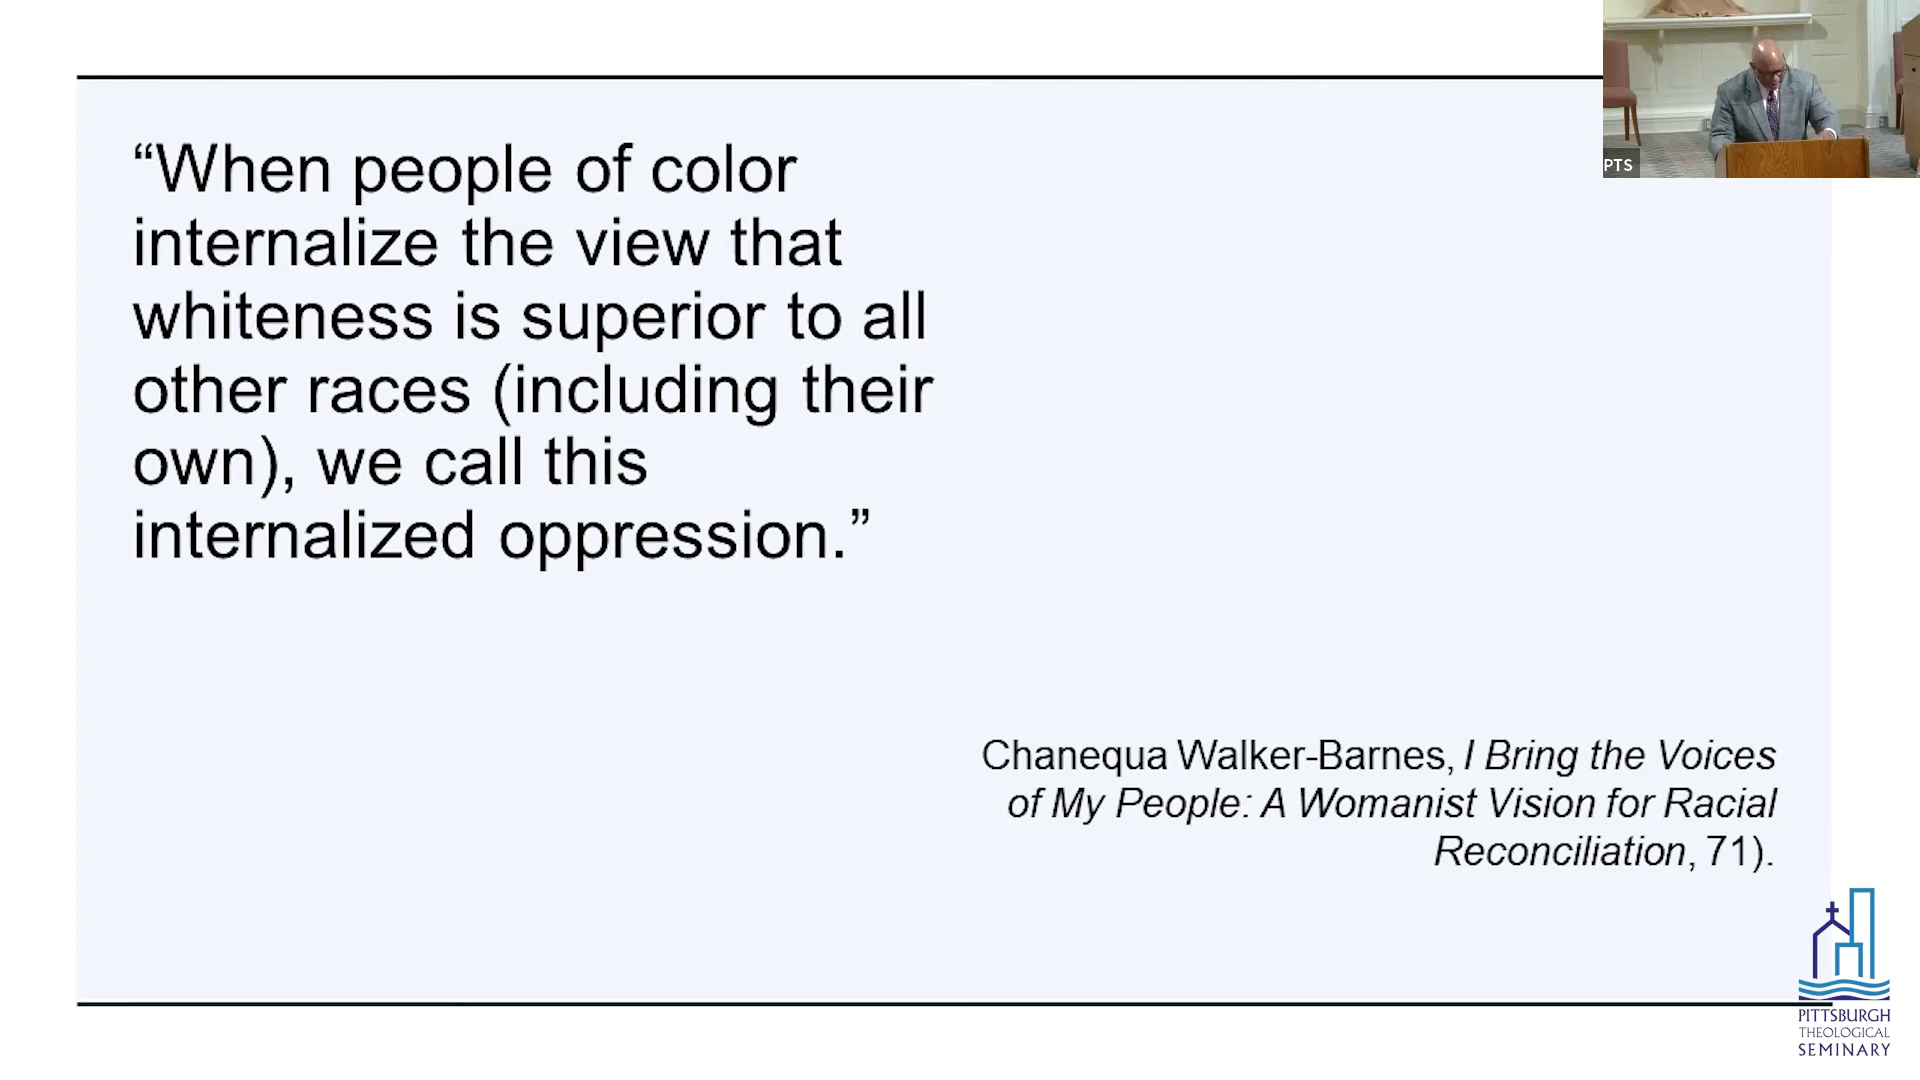 “When people of color
internalize the view that
whiteness is superior to all
other races (including their
own), we call this
internalized oppression.”
Chanequa Walker-Barnes, I Bring the Voices
of My People: A Womanist Vision for Racial
Reconciliation, 71).
PTS
PITTSBURGH
THEOLOGICAL
SEMINARY